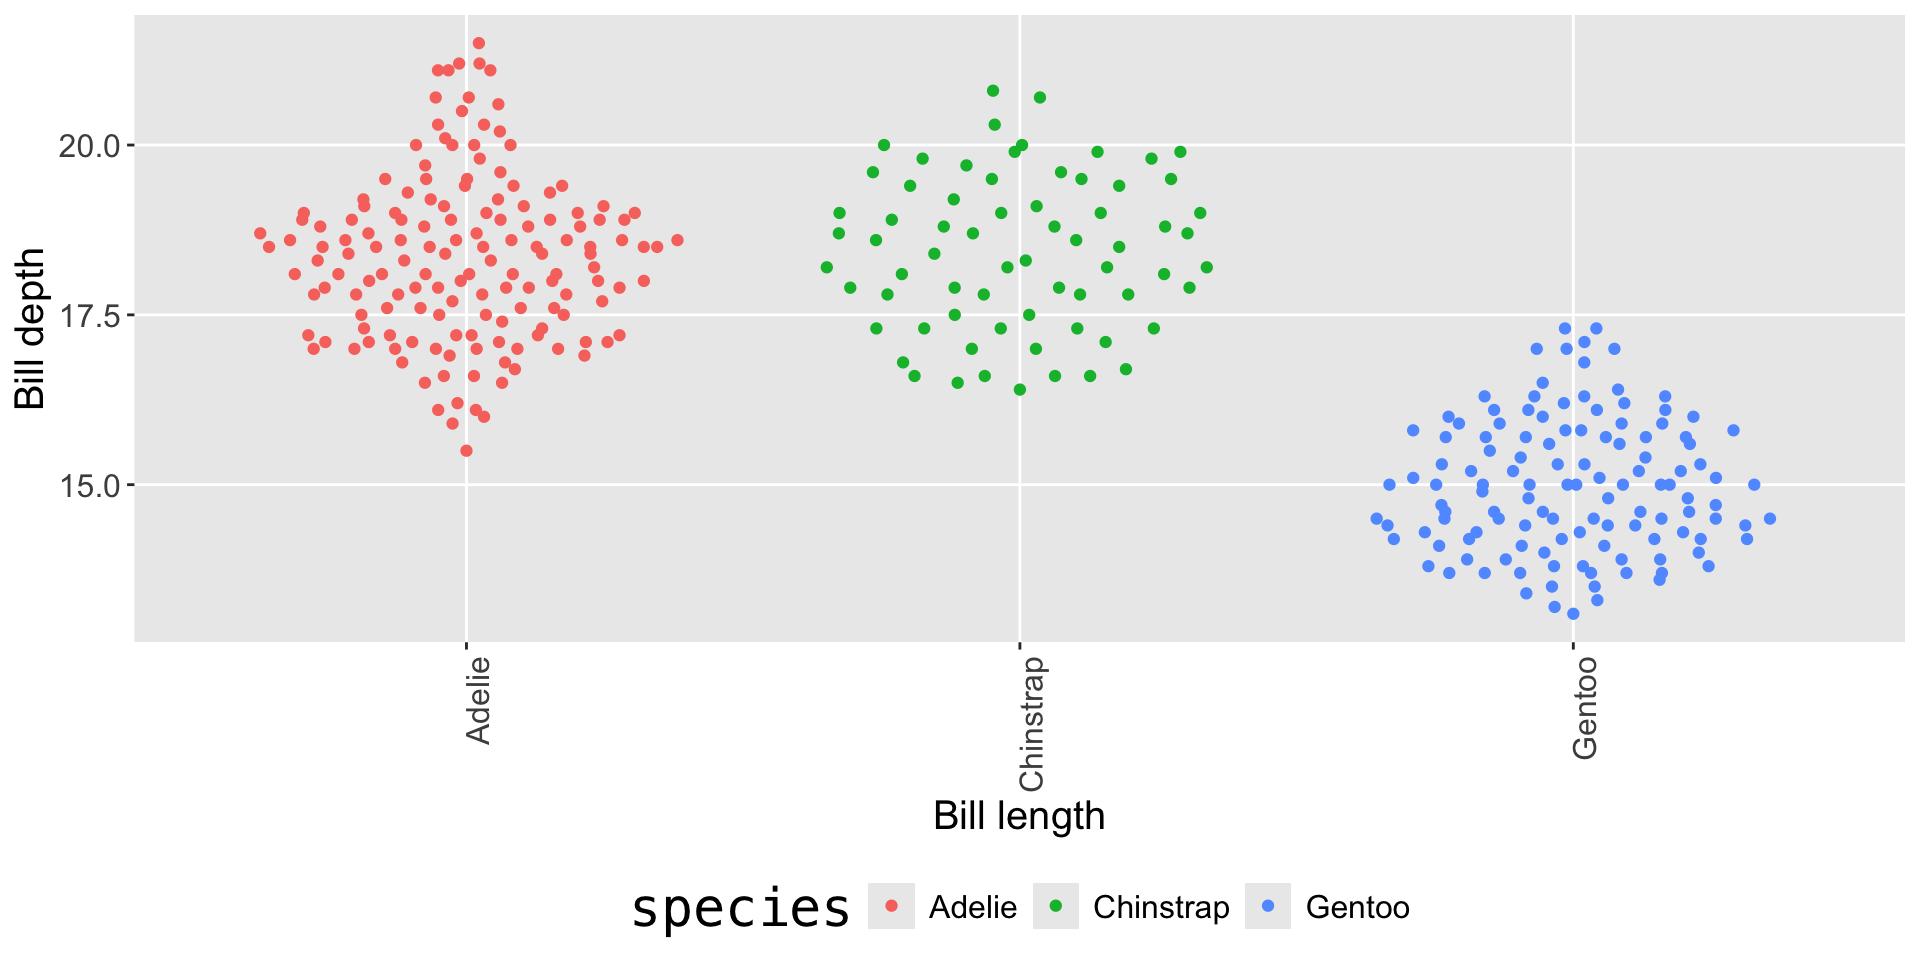 Bill depth
20.0
17.5
15.0
Adelie
Chinstrap
Gentoo
Bill length
species Adelie Chinstrap Gentoo